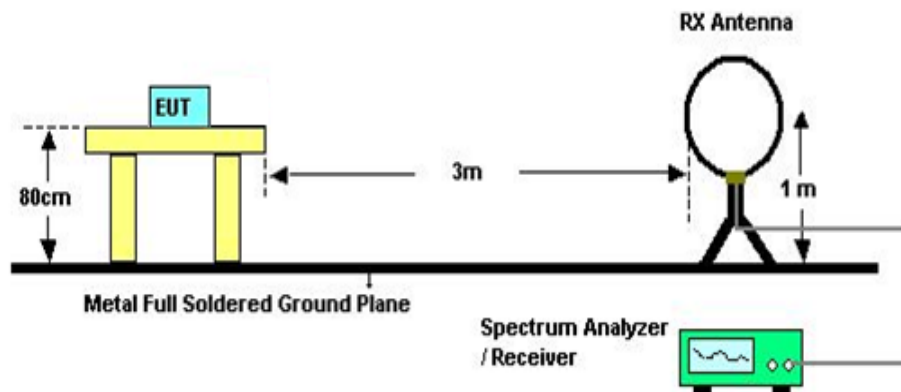 RX Antenna
EUT
3m
80cm
1 m
Metal Full Soldered Ground Plane
Spectrum Analyzer
/ Receiver